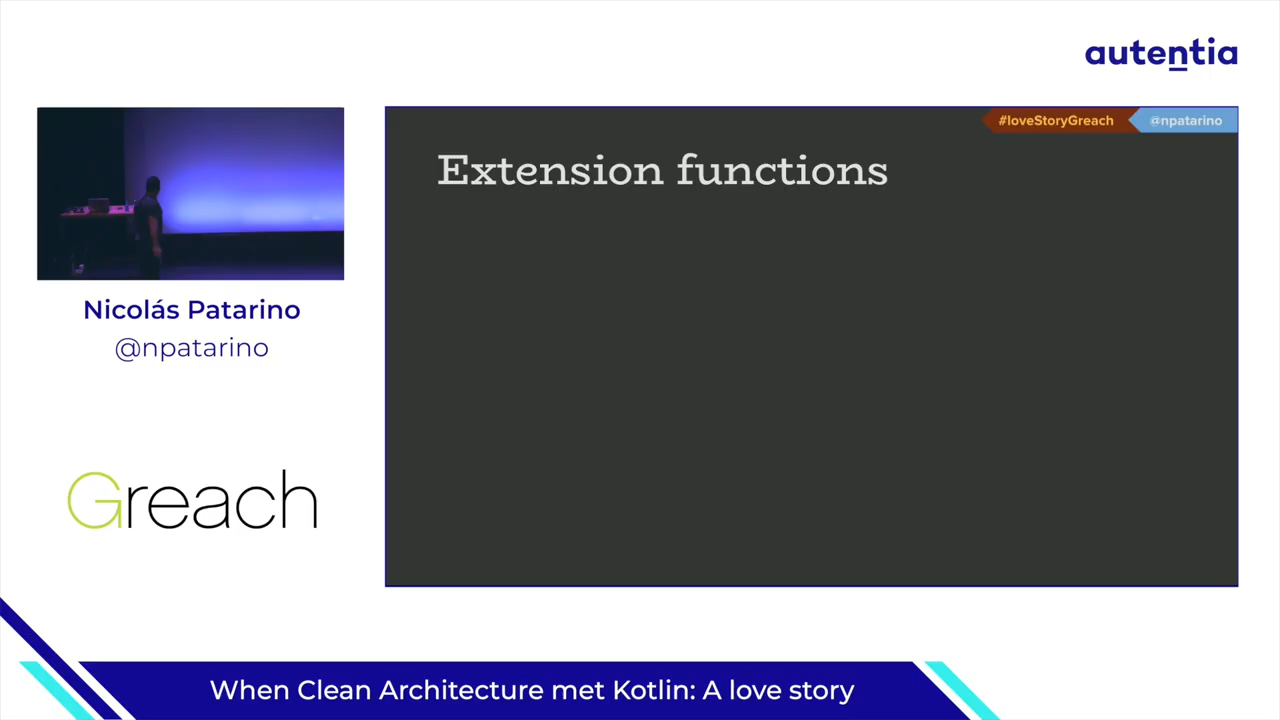 autentia
#loveStoryGreach
@npatarino
Extension functions
Nicolás Patarino
@npatarino
Greach
When Clean Architecture met Kotlin: A love story